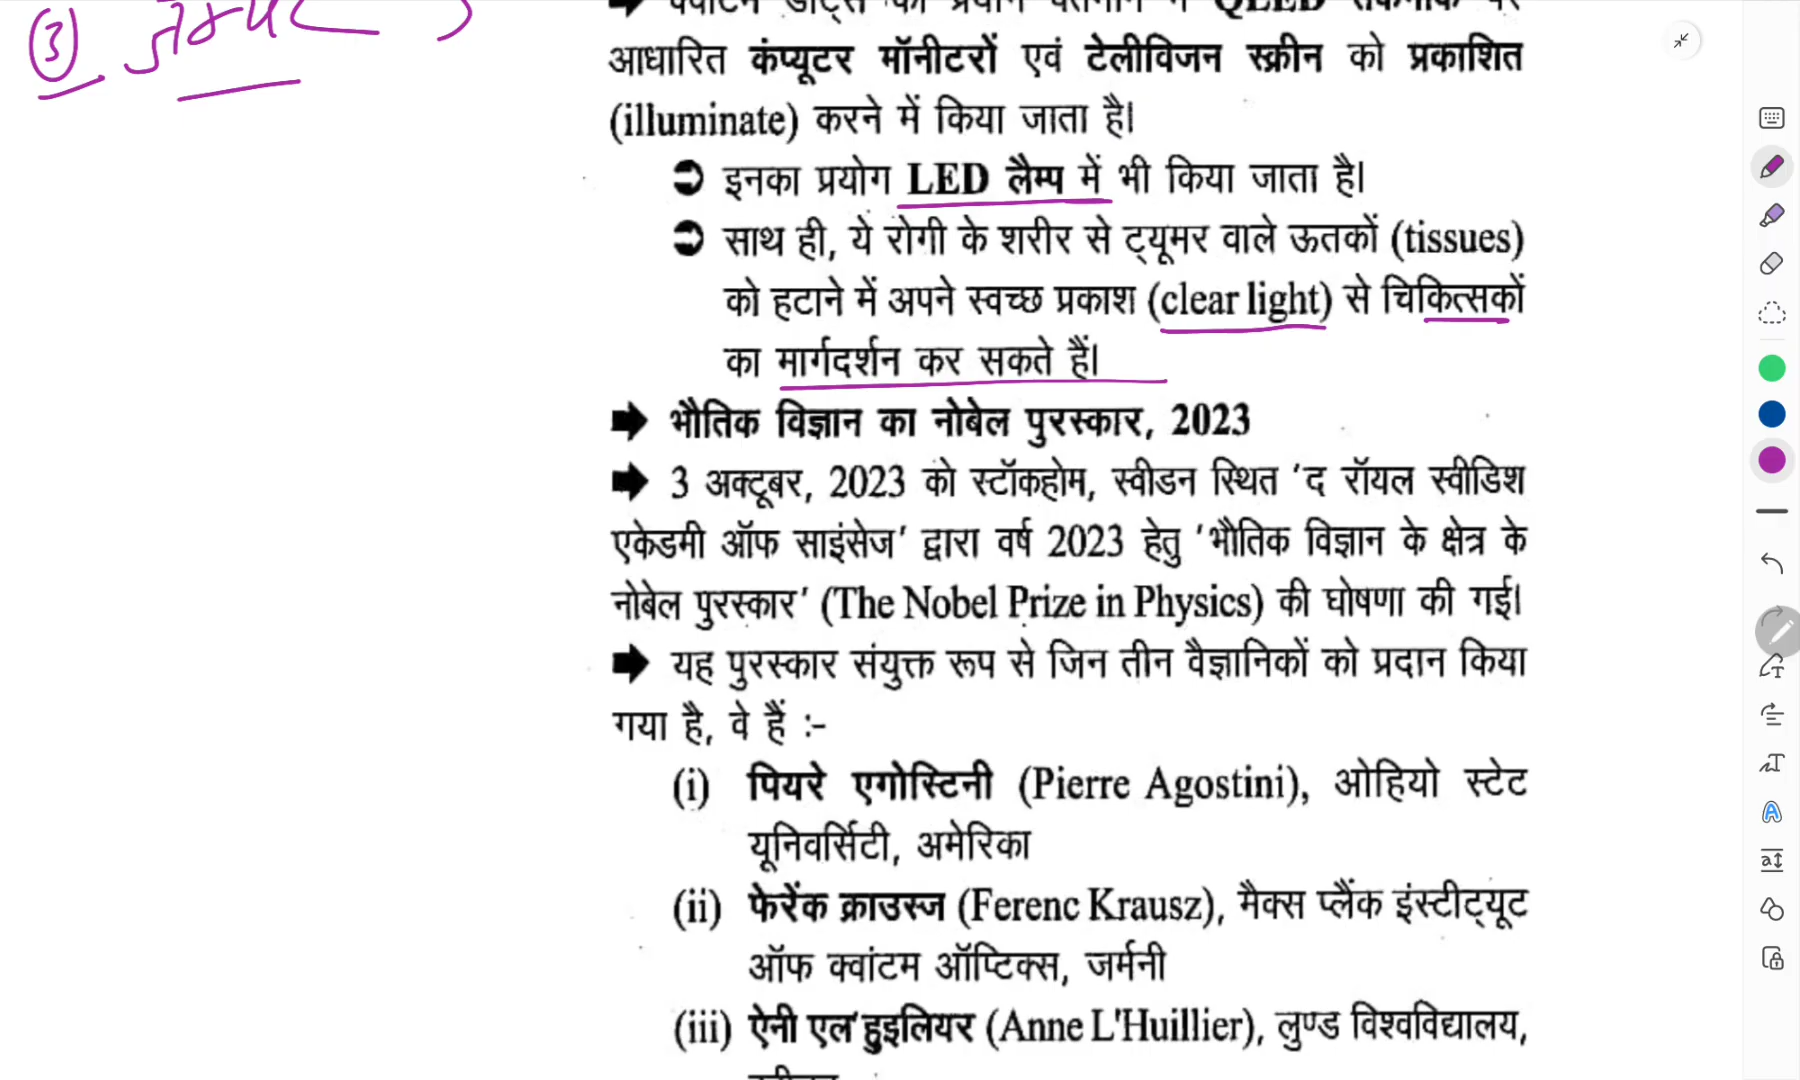 ③
आधारित कंप्यूटर मॉनीटरों एवं टेलीविजन स्क्रीन को प्रकाशित
(illuminate) करने में किया जाता है।
➲ इनका प्रयोग LED लैम्प में भी किया जाता है।
➲ साथ ही, ये रोगी के शरीर से ट्यूमर वाले ऊतकों (tissues)
को हटाने में अपने स्वच्छ प्रकाश (clear light) से चिकित्सकों
का मार्गदर्शन कर सकते हैं।
➡ भौतिक विज्ञान का नोबेल पुरस्कार, 2023
➡ 3 अक्टूबर, 2023 को स्टॉकहोम, स्वीडन स्थित ‘द रॉयल स्वीडिश
एकेडमी ऑफ साइंसेज’ द्वारा वर्ष 2023 हेतु ‘भौतिक विज्ञान के क्षेत्र के
नोबेल पुरस्कार’ (The Nobel Prize in Physics) की घोषणा की गई।
➡ यह पुरस्कार संयुक्त रूप से जिन तीन वैज्ञानिकों को प्रदान किया
गया है, वे हैं :-
(i) पियरे एगोस्टिनी (Pierre Agostini), ओहियो स्टेट
यूनिवर्सिटी, अमेरिका
(ii) फेरेंक क्राउस्ज (Ferenc Krausz), मैक्स प्लैंक इंस्टीट्यूट
ऑफ क्वांटम ऑप्टिक्स, जर्मनी
(iii) ऐनी एल हुइलियर (Anne L'Huillier), लुण्ड विश्वविद्यालय,